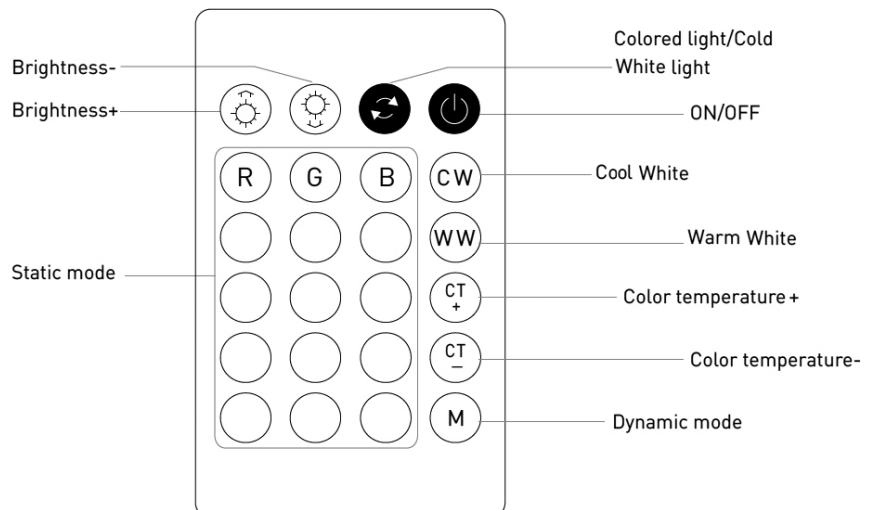 Colored light/Cold
White light
Brightness-
Brightness+
ON/OFF
R G B CW
Cool White
WW
Warm White
Static mode
CT
+
Color temperature+
CT
—
Color temperature-
M
Dynamic mode